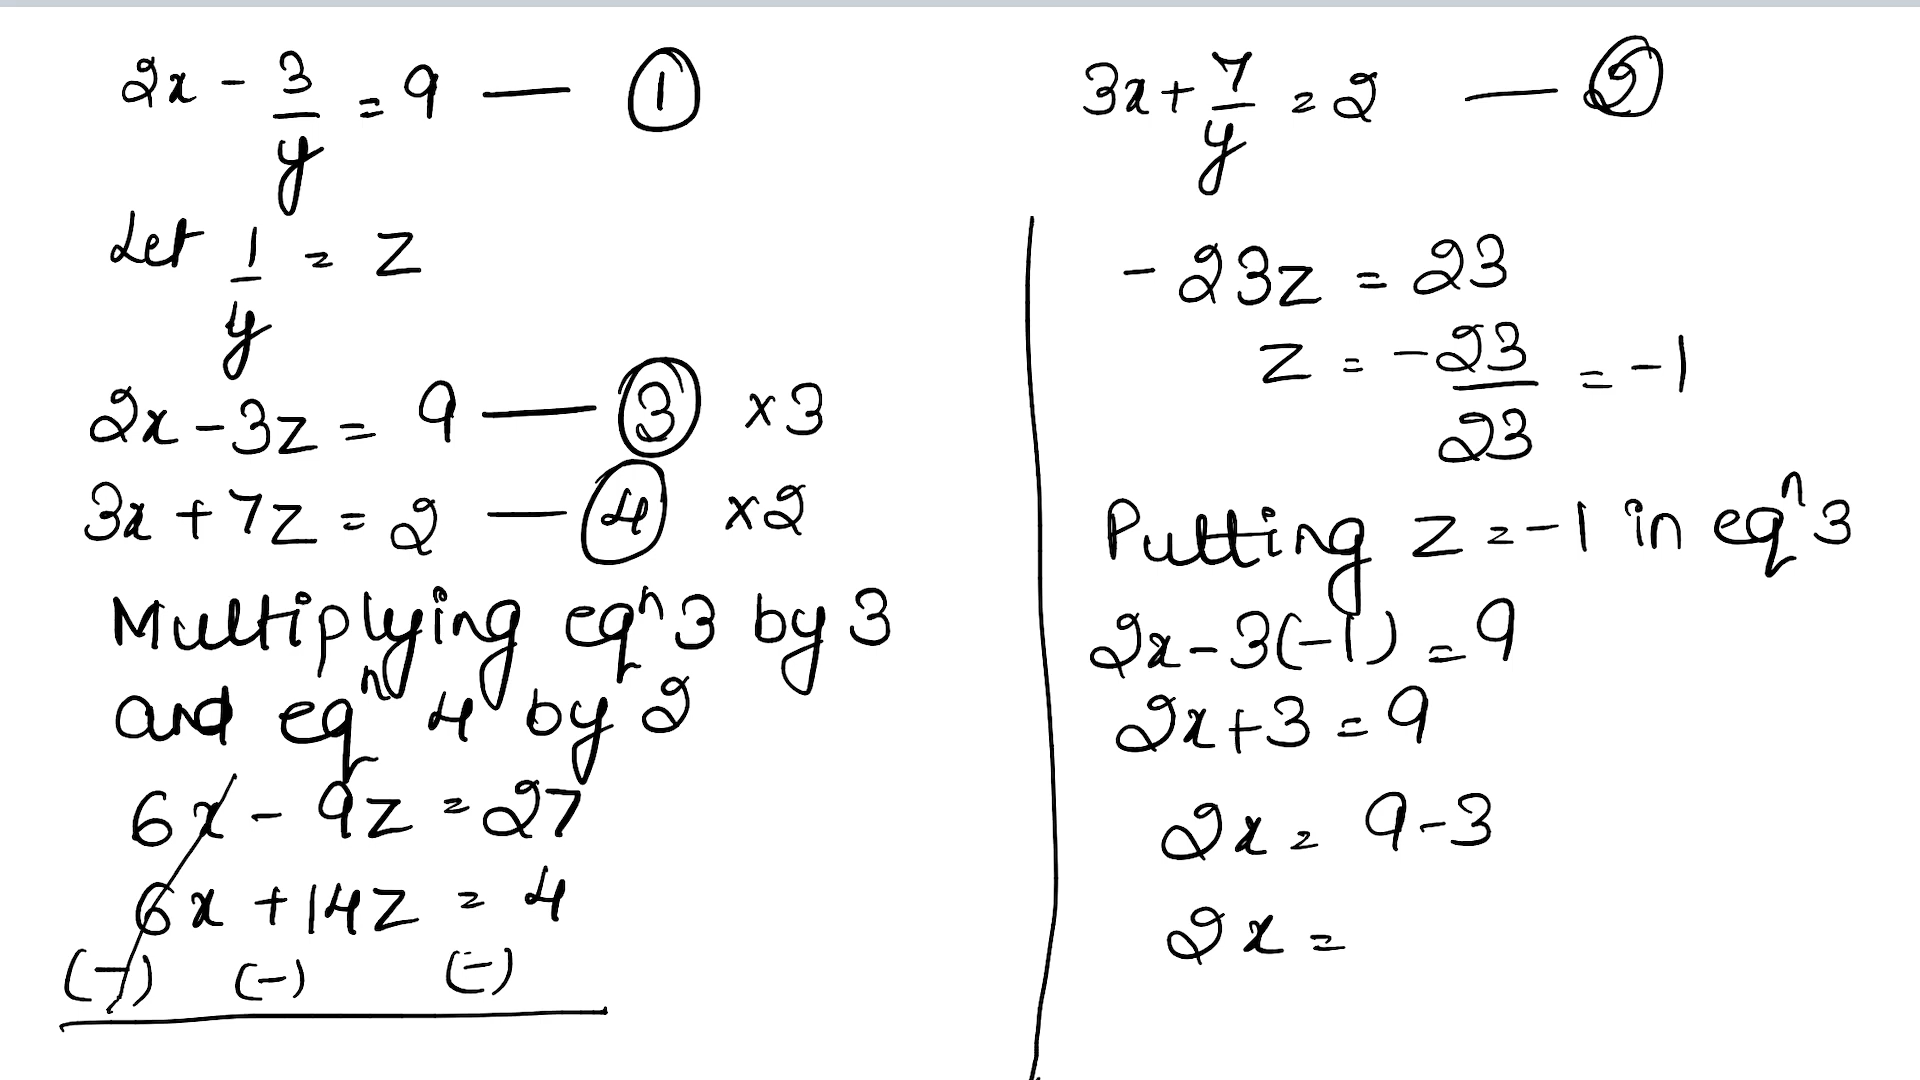 2x - 3/y = 9 — ①
3x + 7/y = 2 — ②
Let 1/y = z
2x - 3z = 9 — ③ ×3
3x + 7z = 2 — ④ ×2
Multiplying eqⁿ 3 by 3
and eqⁿ 4 by 2
6x - 9z = 27
6x + 14z = 4
(-) (-) (-)
- 23z = 23
z = -23/23 = -1
Putting z = -1 in eqⁿ 3
2x - 3(-1) = 9
2x + 3 = 9
2x = 9 - 3
2x =